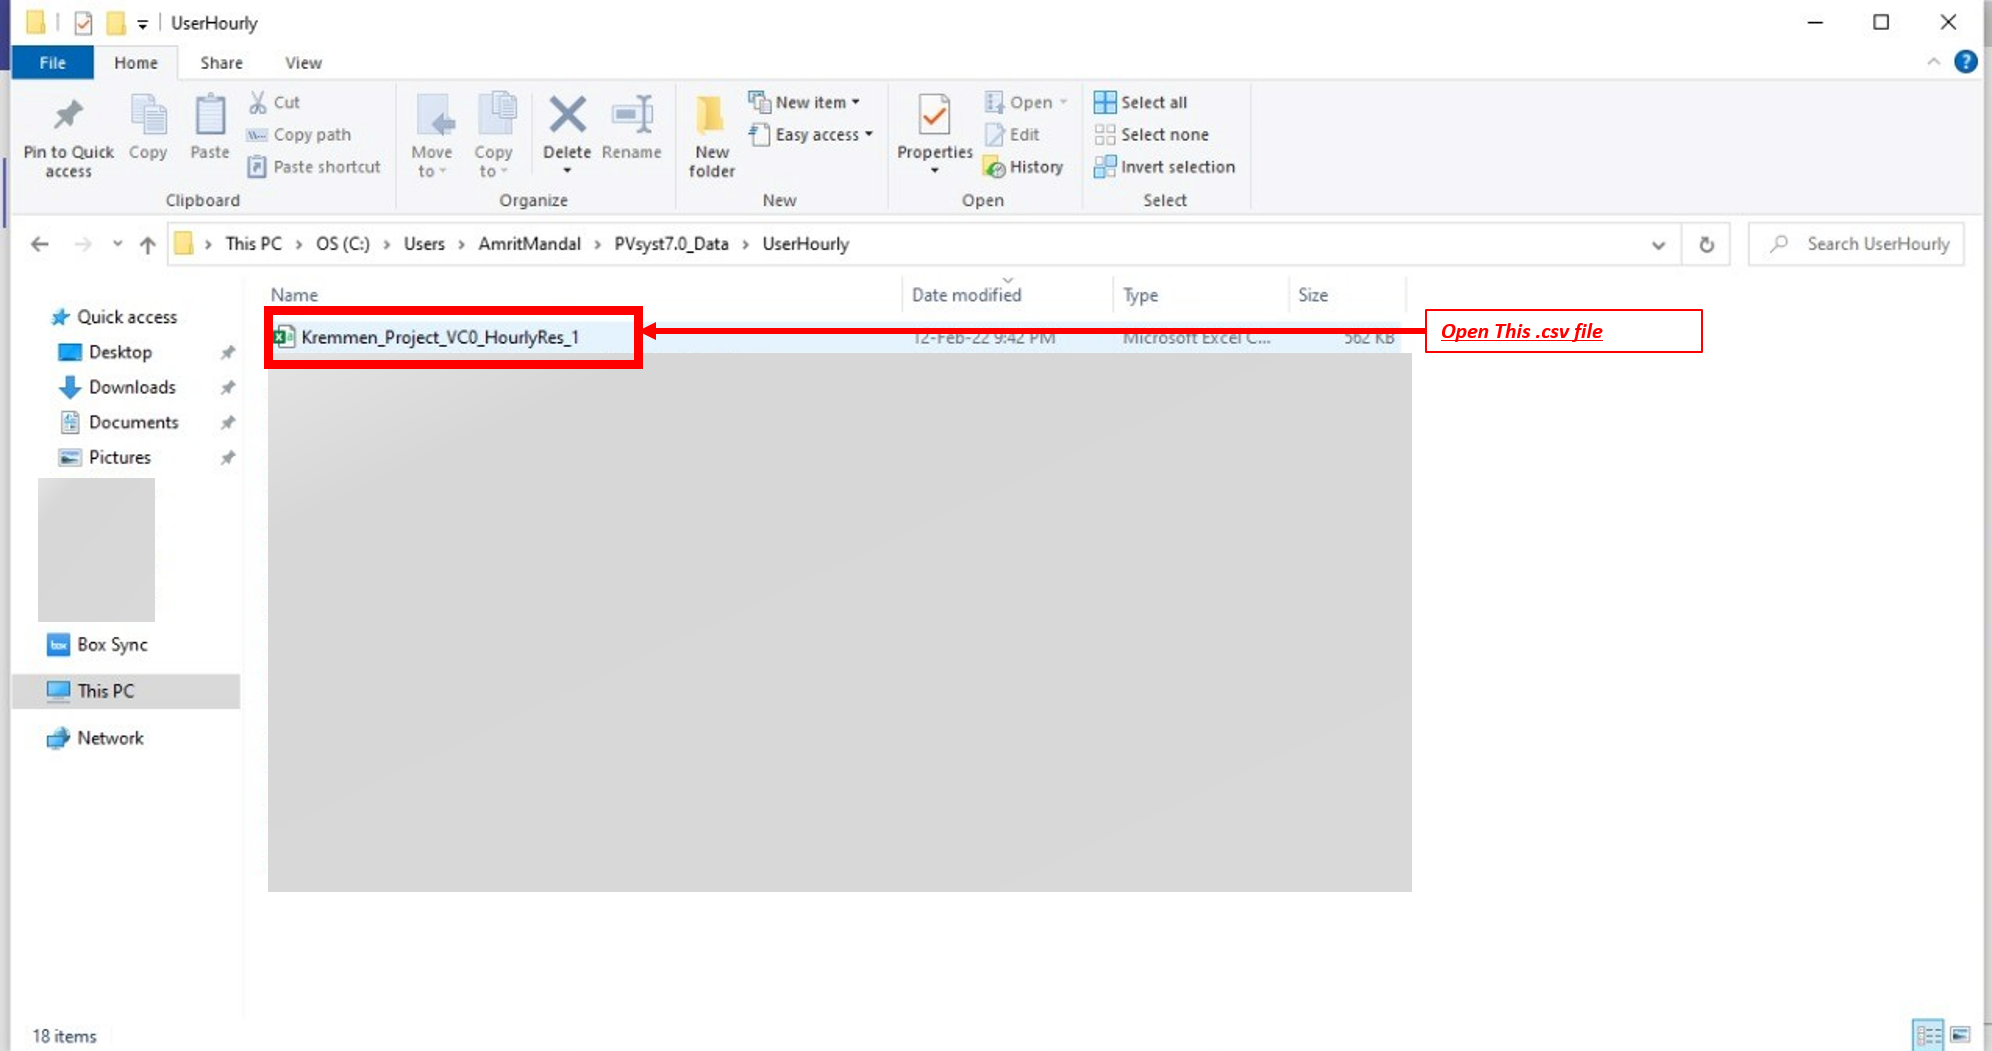 UserHourly
File Home Share View
Pin to Quick access
Copy
Paste
Cut
Copy path
Paste shortcut
Clipboard
Move to
Copy to
Delete
Rename
Organize
New folder
New item
Easy access
New
Properties
Open
Edit
History
Open
Select all
Select none
Invert selection
Select
This PC > OS (C:) > Users > AmritMandal > PVsyst7.0_Data > UserHourly
Search UserHourly
Name Date modified Type Size
Kremmen_Project_VC0_HourlyRes_1 12-Feb-22 9:42 PM Microsoft Excel C... 562 KB
Open This .csv file
Quick access
Desktop
Downloads
Documents
Pictures
box Box Sync
This PC
Network
18 items